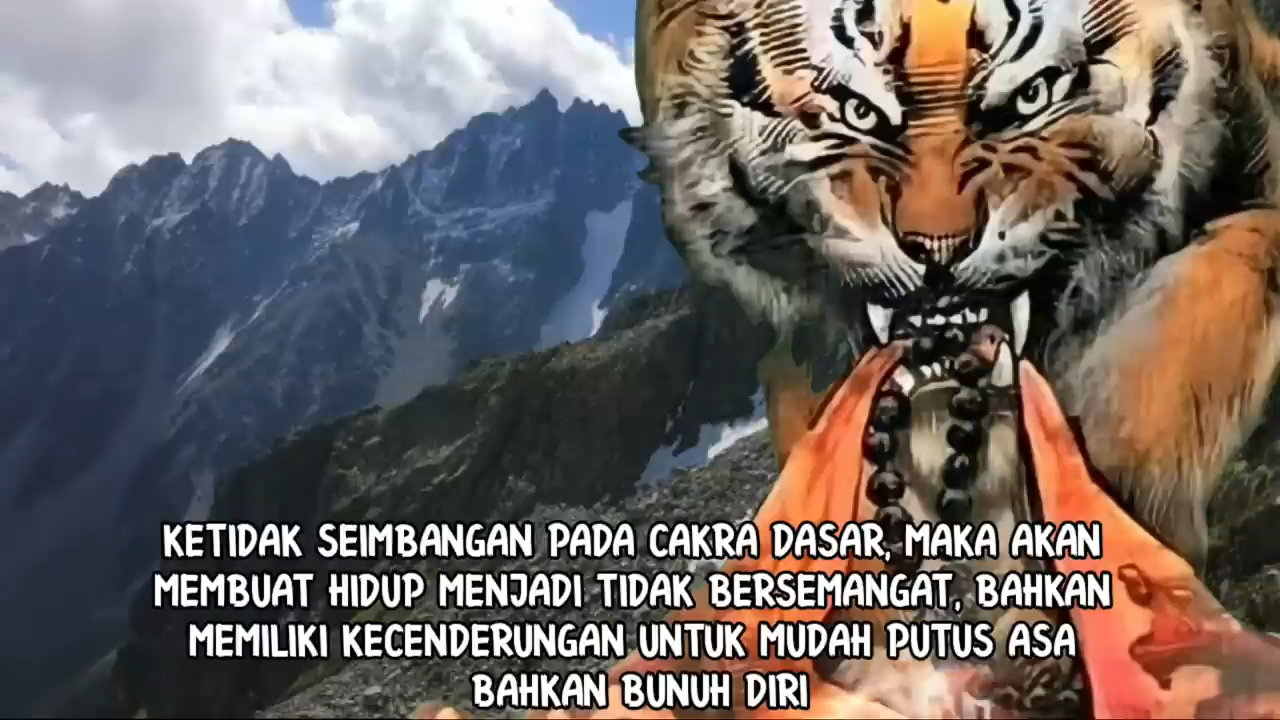 KETIDAK SEIMBANGAN PADA CAKRA DASAR, MAKA AKAN
MEMBUAT HIDUP MENJADI TIDAK BERSEMANGAT, BAHKAN
MEMILIKI KECENDERUNGAN UNTUK MUDAH PUTUS ASA
BAHKAN BUNUH DIRI